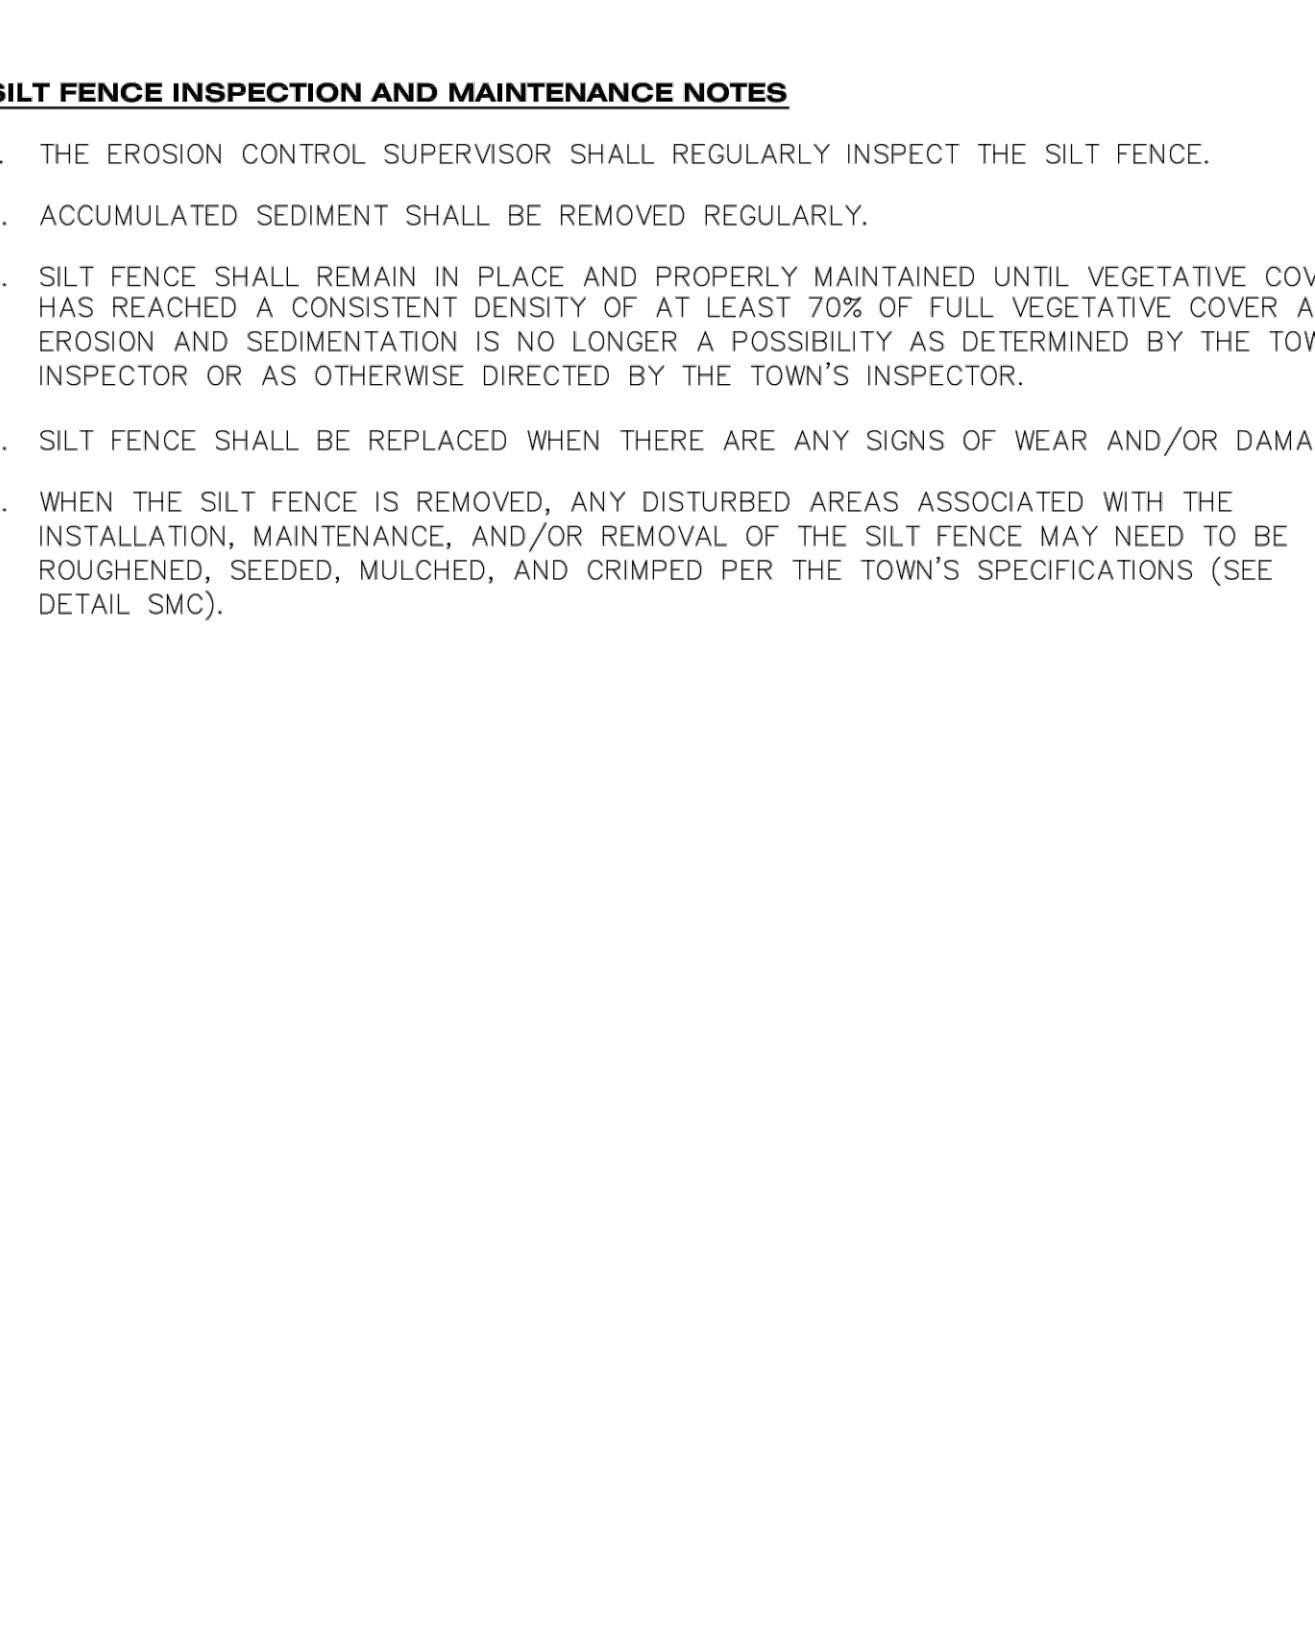 SILT FENCE INSPECTION AND MAINTENANCE NOTES
. THE EROSION CONTROL SUPERVISOR SHALL REGULARLY INSPECT THE SILT FENCE.
. ACCUMULATED SEDIMENT SHALL BE REMOVED REGULARLY.
. SILT FENCE SHALL REMAIN IN PLACE AND PROPERLY MAINTAINED UNTIL VEGETATIVE
HAS REACHED A CONSISTENT DENSITY OF AT LEAST 70% OF FULL VEGETATIVE COVER
EROSION AND SEDIMENTATION IS NO LONGER A POSSIBILITY AS DETERMINED BY THE
INSPECTOR OR AS OTHERWISE DIRECTED BY THE TOWN'S INSPECTOR.
. SILT FENCE SHALL BE REPLACED WHEN THERE ARE ANY SIGNS OF WEAR AND/OR
. WHEN THE SILT FENCE IS REMOVED, ANY DISTURBED AREAS ASSOCIATED WITH THE
INSTALLATION, MAINTENANCE, AND/OR REMOVAL OF THE SILT FENCE MAY NEED TO BE
ROUGHENED, SEEDED, MULCHED, AND CRIMPED PER THE TOWN'S SPECIFICATIONS (SEE
DETAIL SMC).